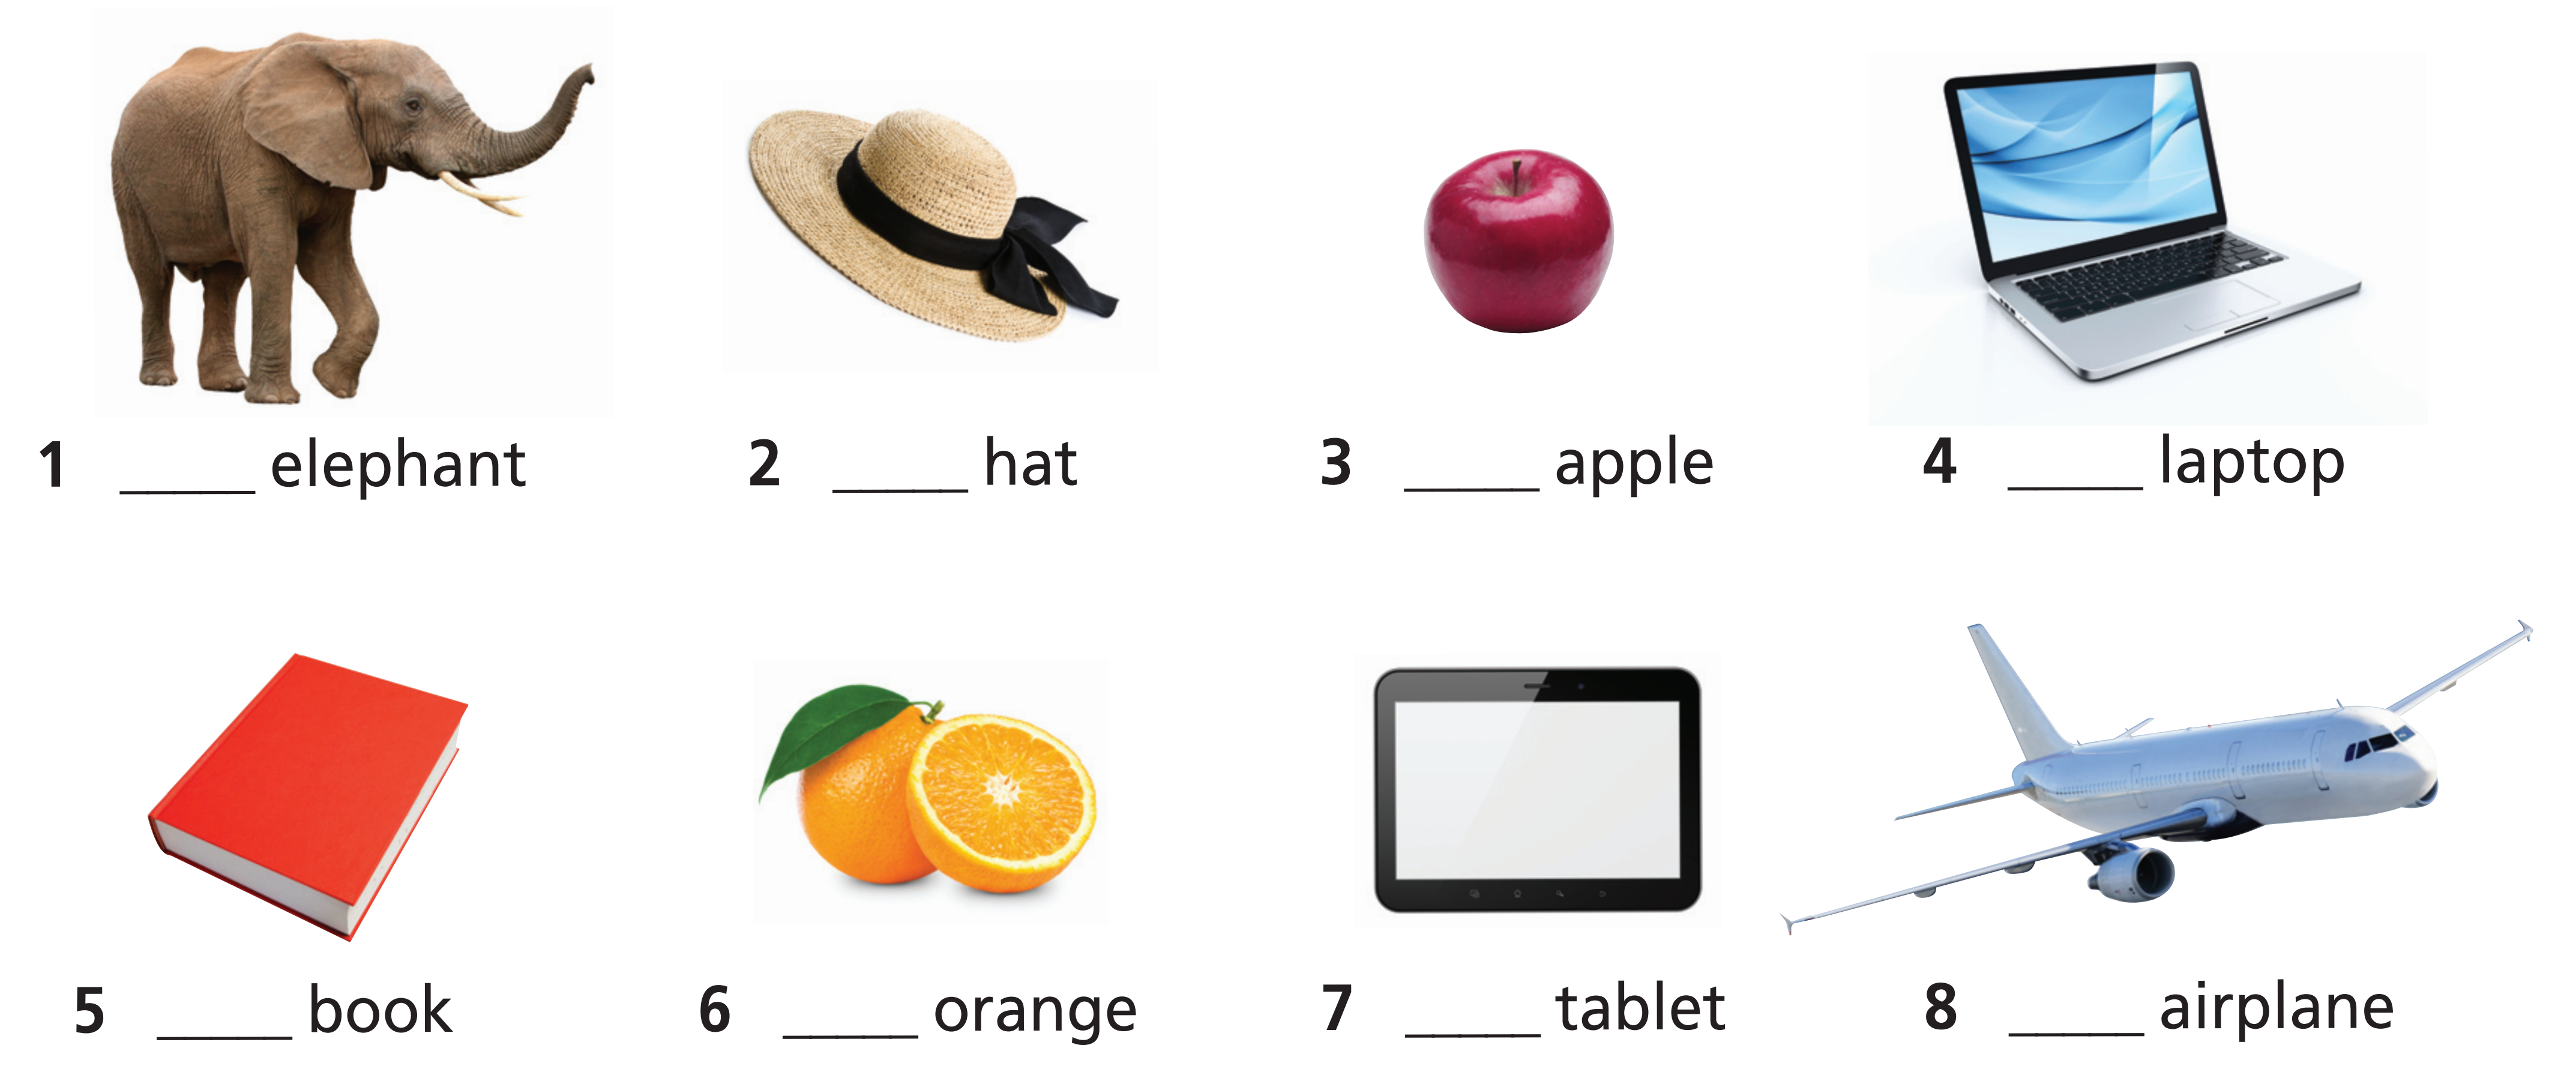 1 _____ elephant
2 _____ hat
3 _____ apple
4 _____ laptop
5 _____ book
6 _____ orange
7 _____ tablet
8 _____ airplane